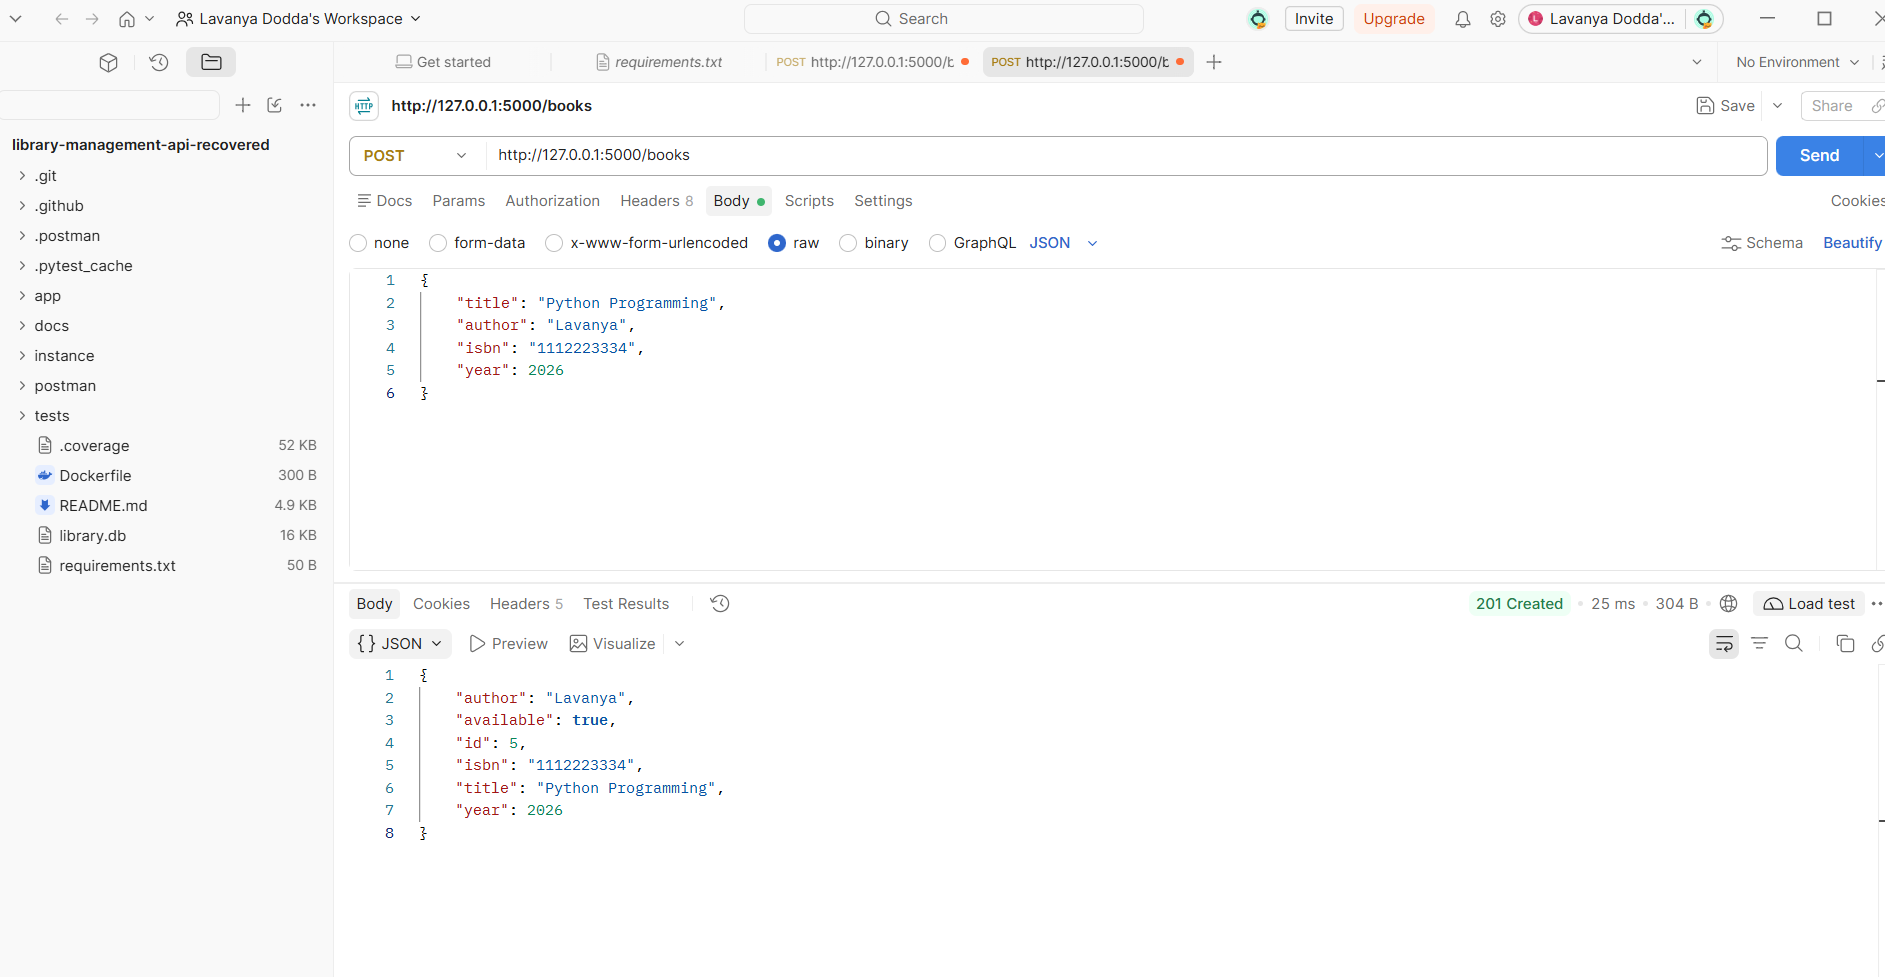 Lavanya Dodda's Workspace
Search
Invite
Upgrade
L
Lavanya Dodda'...
Get started
requirements.txt
POST http://127.0.0.1:5000/b
POST http://127.0.0.1:5000/b
No Environment
HTTP
http://127.0.0.1:5000/books
Save
Share
library-management-api-recovered
POST
http://127.0.0.1:5000/books
Send
.git
.github
.postman
.pytest_cache
app
docs
instance
postman
tests
.coverage 52 KB
Dockerfile 300 B
README.md 4.9 KB
library.db 16 KB
requirements.txt 50 B
Docs Params Authorization Headers 8 Body Scripts Settings
Cookies
none form-data x-www-form-urlencoded raw binary GraphQL JSON
Schema Beautify
1 {
2 "title": "Python Programming",
3 "author": "Lavanya",
4 "isbn": "1112223334",
5 "year": 2026
6 }
Body Cookies Headers 5 Test Results
201 Created 25 ms 304 B Load test
{} JSON Preview Visualize
1 {
2 "author": "Lavanya",
3 "available": true,
4 "id": 5,
5 "isbn": "1112223334",
6 "title": "Python Programming",
7 "year": 2026
8 }